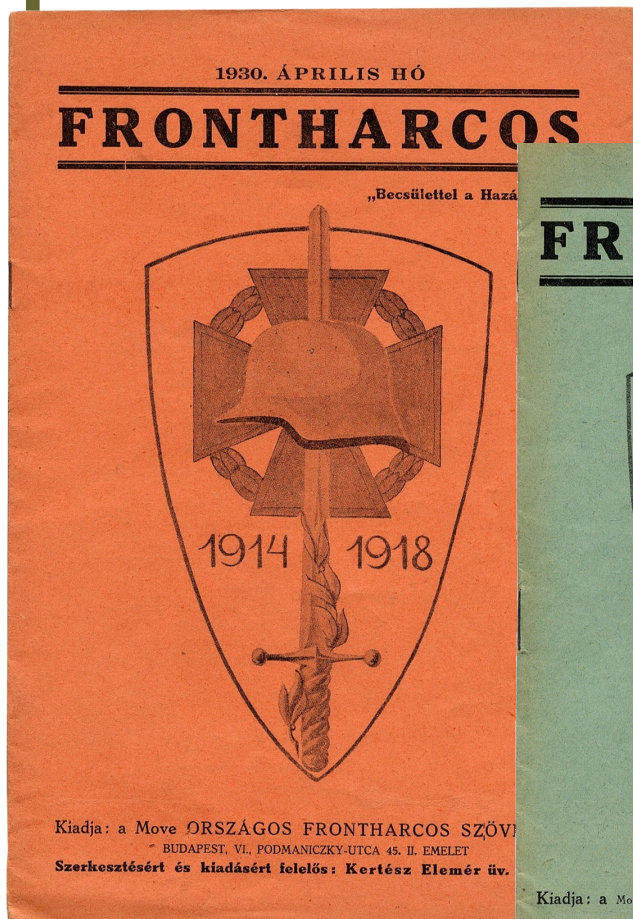 1930. ÁPRILIS HÓ
FRONTHARCOS
„Becsülettel a Hazá
1914 1918
Kiadja: a Move ORSZÁGOS FRONTHARCOS SZÖV
BUDAPEST, VI., PODMANICZKY-UTCA 45. II. EMELET
Szerkesztésért és kiadásért felelős: Kertész Elemér üv.
FR
Kiadja: a Mo